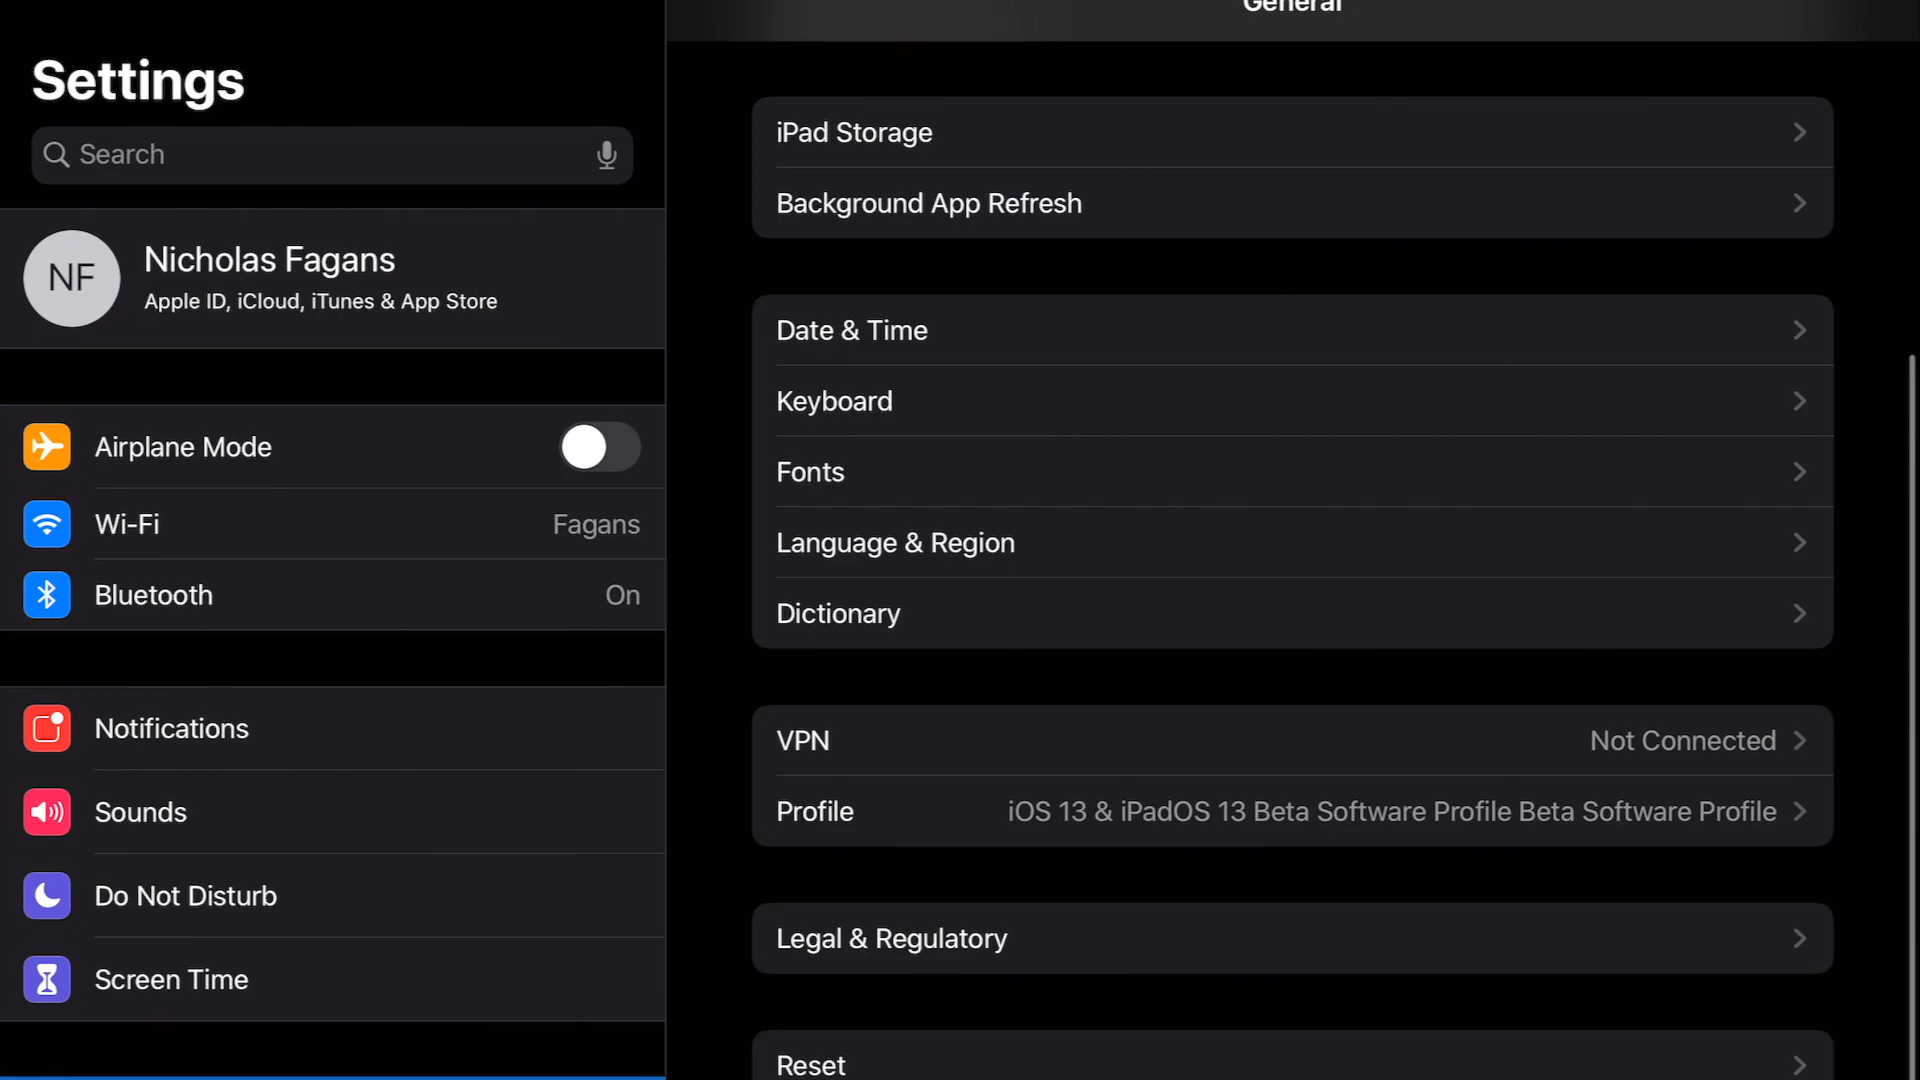 General
Settings
Search
NF
Nicholas Fagans
Apple ID, iCloud, iTunes & App Store
Airplane Mode
Wi-Fi
Fagans
Bluetooth
On
Notifications
Sounds
Do Not Disturb
Screen Time
iPad Storage
Background App Refresh
Date & Time
Keyboard
Fonts
Language & Region
Dictionary
VPN
Not Connected
Profile
iOS 13 & iPadOS 13 Beta Software Profile Beta Software Profile
Legal & Regulatory
Reset